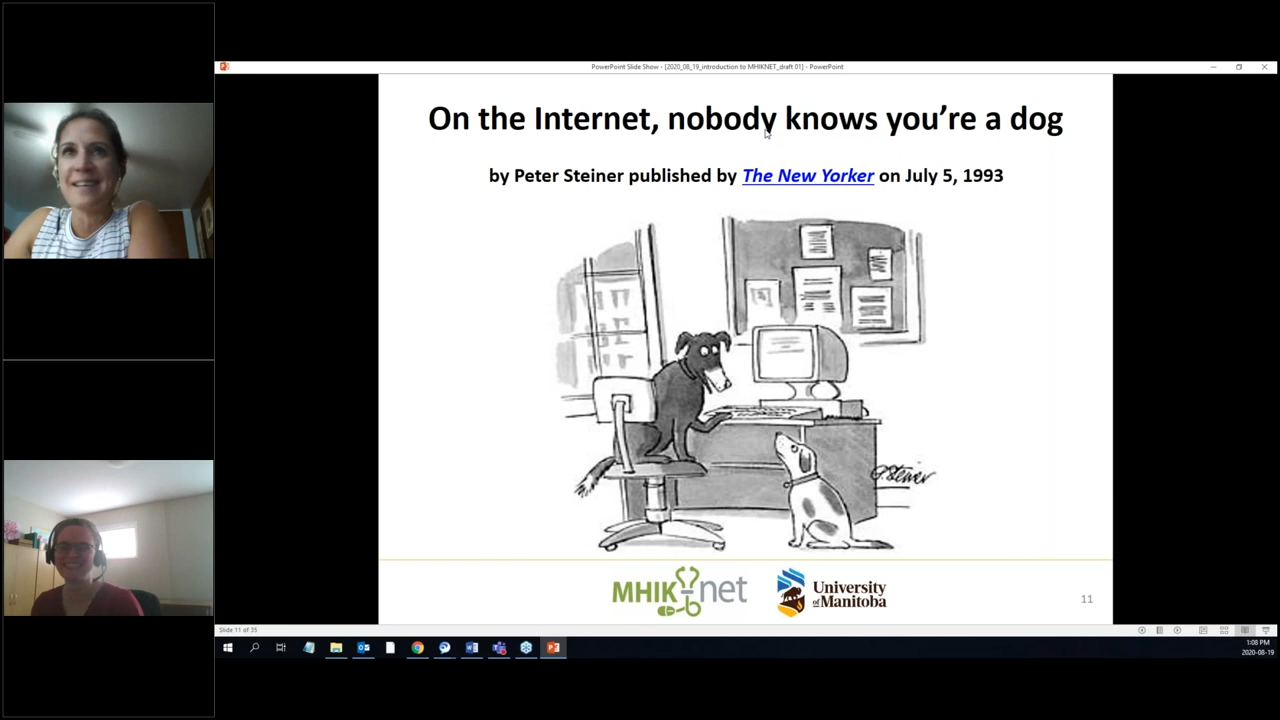 PowerPoint Slide Show - [2020_08_19_introduction to MHIKNET_draft 01] - PowerPoint
On the Internet, nobody knows you're a dog
by Peter Steiner published by The New Yorker on July 5, 1993
P. Steiner
MHIKnet
University
of Manitoba
11
Slide 11 of 35
1:08 PM
2020-08-19